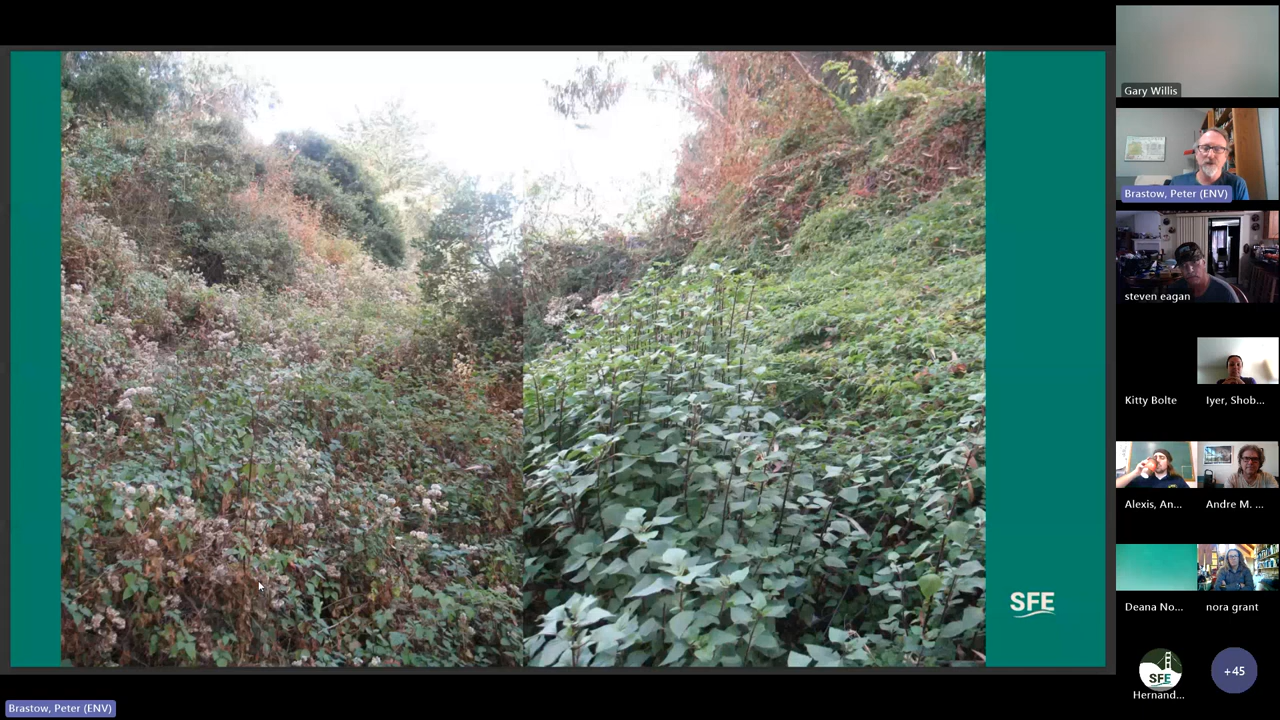 Gary Willis
Brastow, Peter (ENV)
steven eagan
Kitty Bolte
Iyer, Shob...
Alexis, An...
Andre M. ...
SFE
Deana No...
nora grant
SFE
Hernand...
+45
Brastow, Peter (ENV)